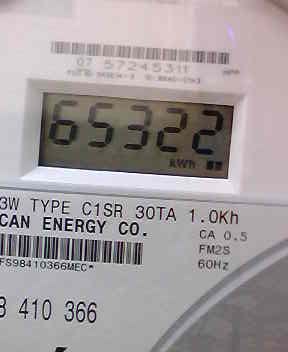 07 57245311
65322
kWh
3W TYPE C1SR 30TA 1.0Kh
CAN ENERGY CO.
CA 0.5
FM2S
60Hz
FS98410366MEC*
8 410 366